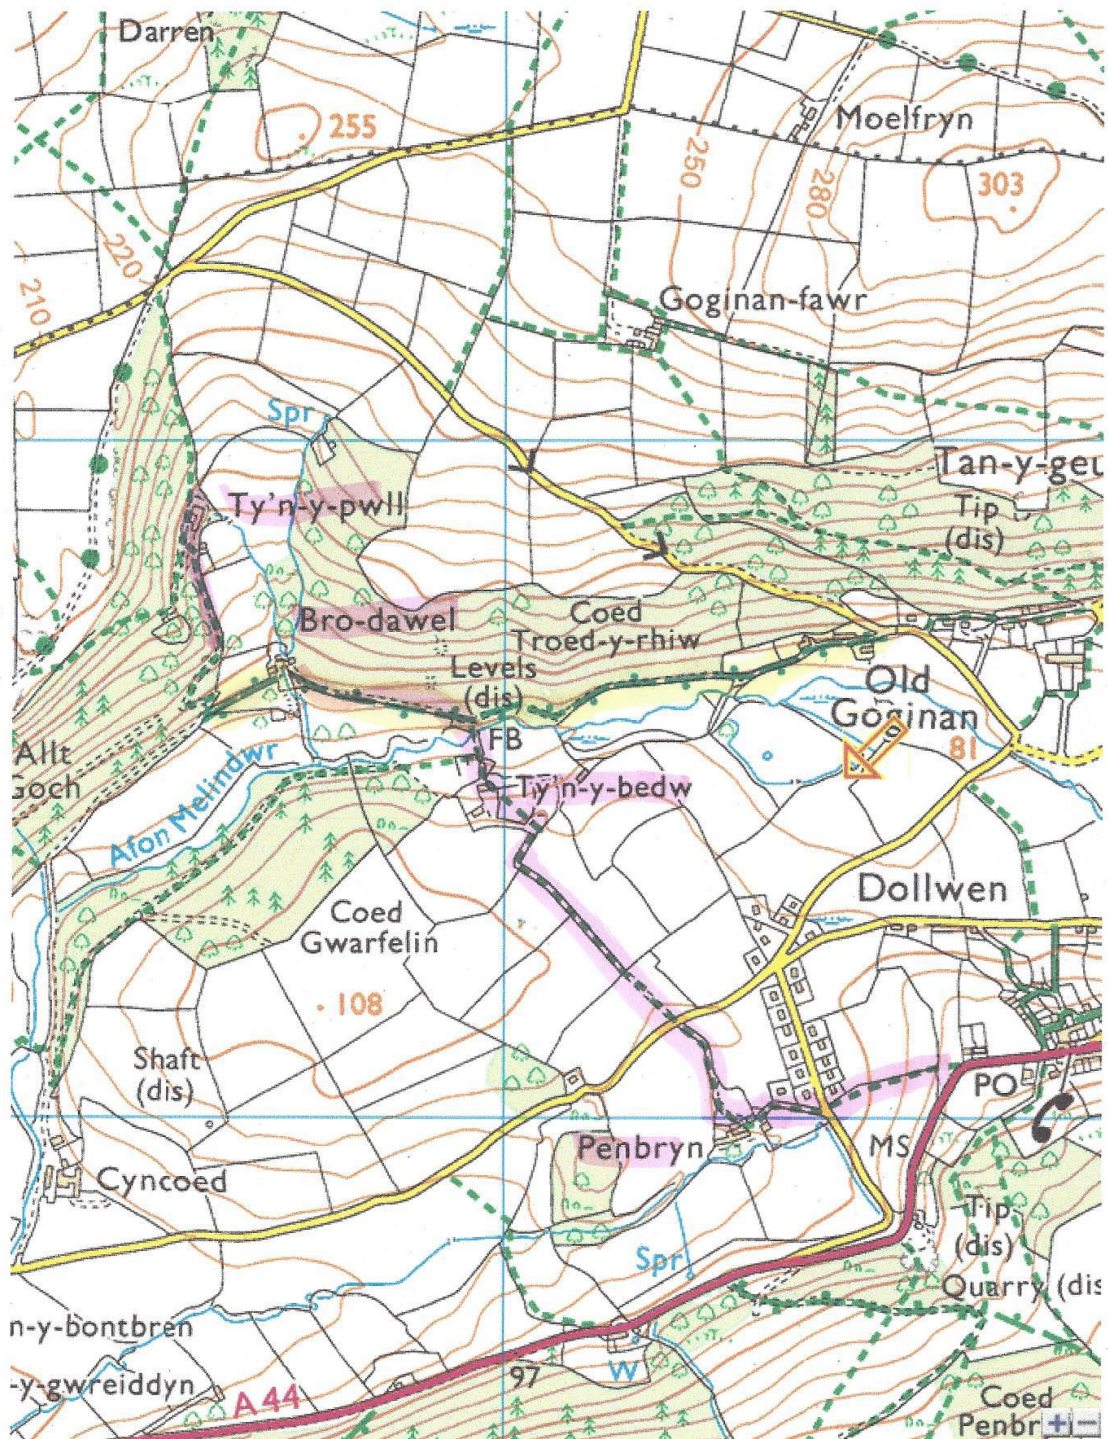 Darren
255
Moelfryn
250
280
303
220
210
Goginan-fawr
Spr
Tan-y-geu
Ty'n-y-pwll
Tip
(dis)
Bro-dawel
Coed
Troed-y-rhiw
Levels
(dis)
Old
Goginan
81
FB
Allt
Goch
Ty'n-y-bedw
Afon Melindwr
Dollwen
Coed
Gwarfelin
108
Shaft
(dis)
PO
Penbryn
MS
Cyncoed
Tip
(dis)
Spr
Quarry (dis
n-y-bontbren
-y-gwreiddyn
A 44
97
W
Coed
Penbr